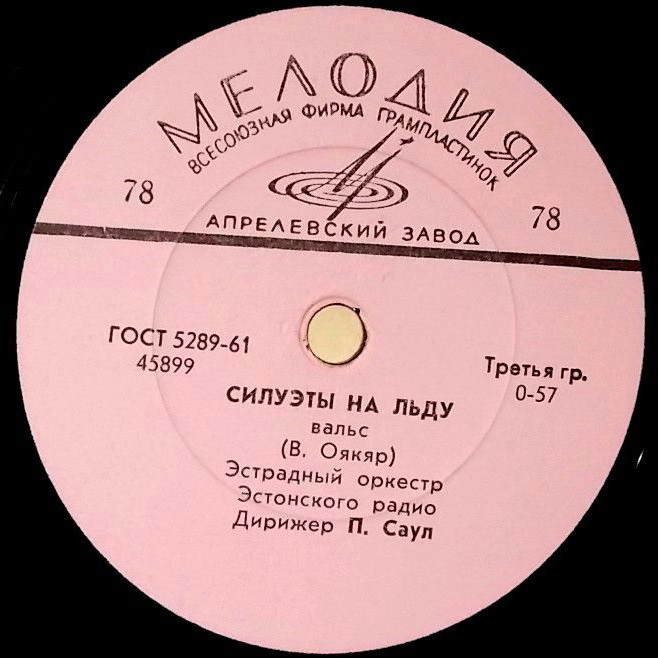 МЕЛОДИЯ
ВСЕСОЮЗНАЯ ФИРМА ГРАМПЛАСТИНОК
78
78
АПРЕЛЕВСКИЙ ЗАВОД
ГОСТ 5289-61
45899
Третья гр.
0-57
СИЛУЭТЫ НА ЛЬДУ
вальс
(В. Оякяр)
Эстрадный оркестр
Эстонского радио
Дирижер П. Саул